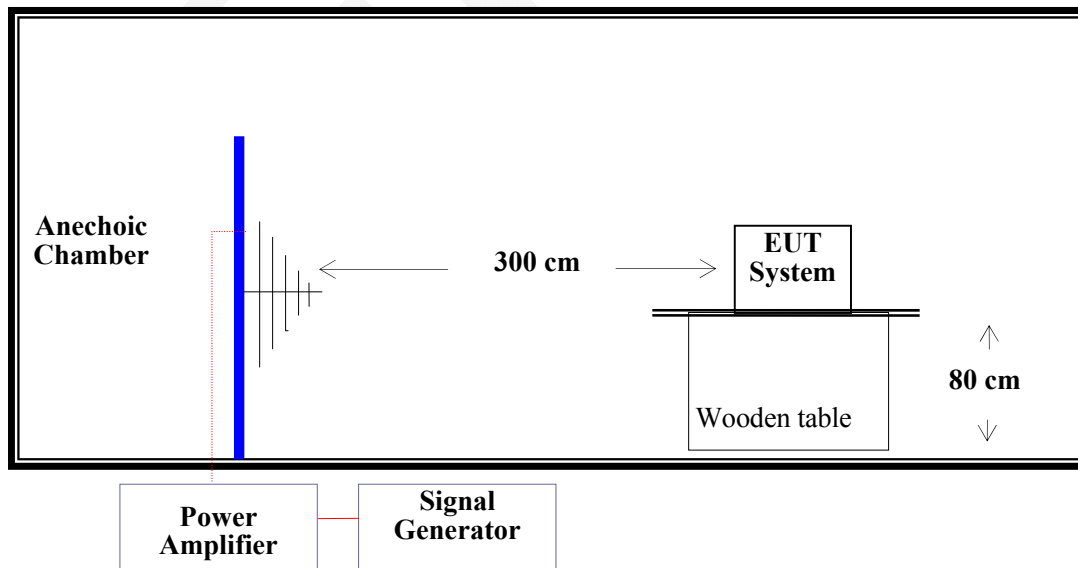 Anechoic
Chamber
300 cm
EUT
System
80 cm
Wooden table
Power
Amplifier
Signal
Generator